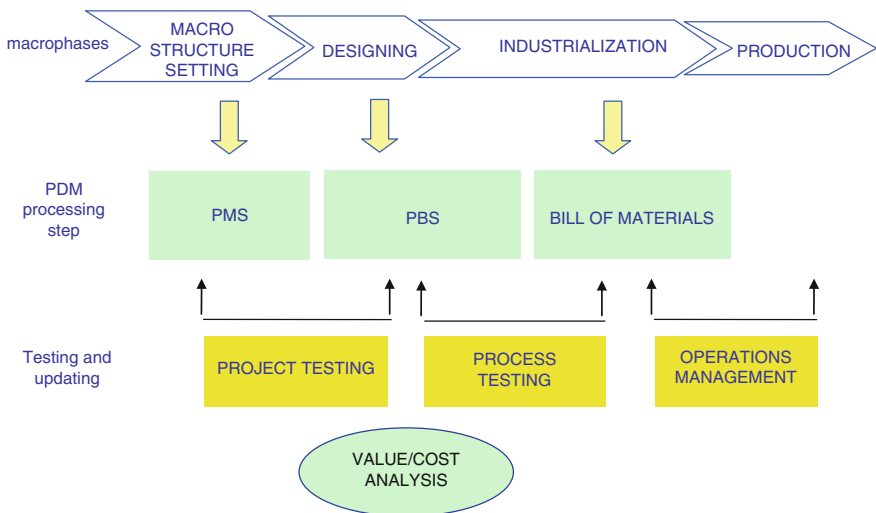 macrophases
MACRO
STRUCTURE
SETTING
DESIGNING
INDUSTRIALIZATION
PRODUCTION
PDM
processing
step
PMS
PBS
BILL OF MATERIALS
Testing and
updating
PROJECT TESTING
PROCESS
TESTING
OPERATIONS
MANAGEMENT
VALUE/COST
ANALYSIS